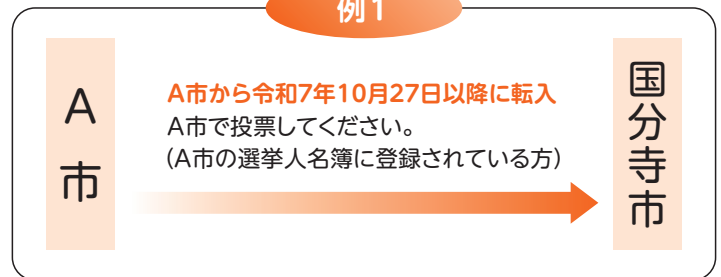 例1
A市
A市から令和7年10月27日以降に転入
A市で投票してください。
（A市の選挙人名簿に登録されている方）
国分寺市